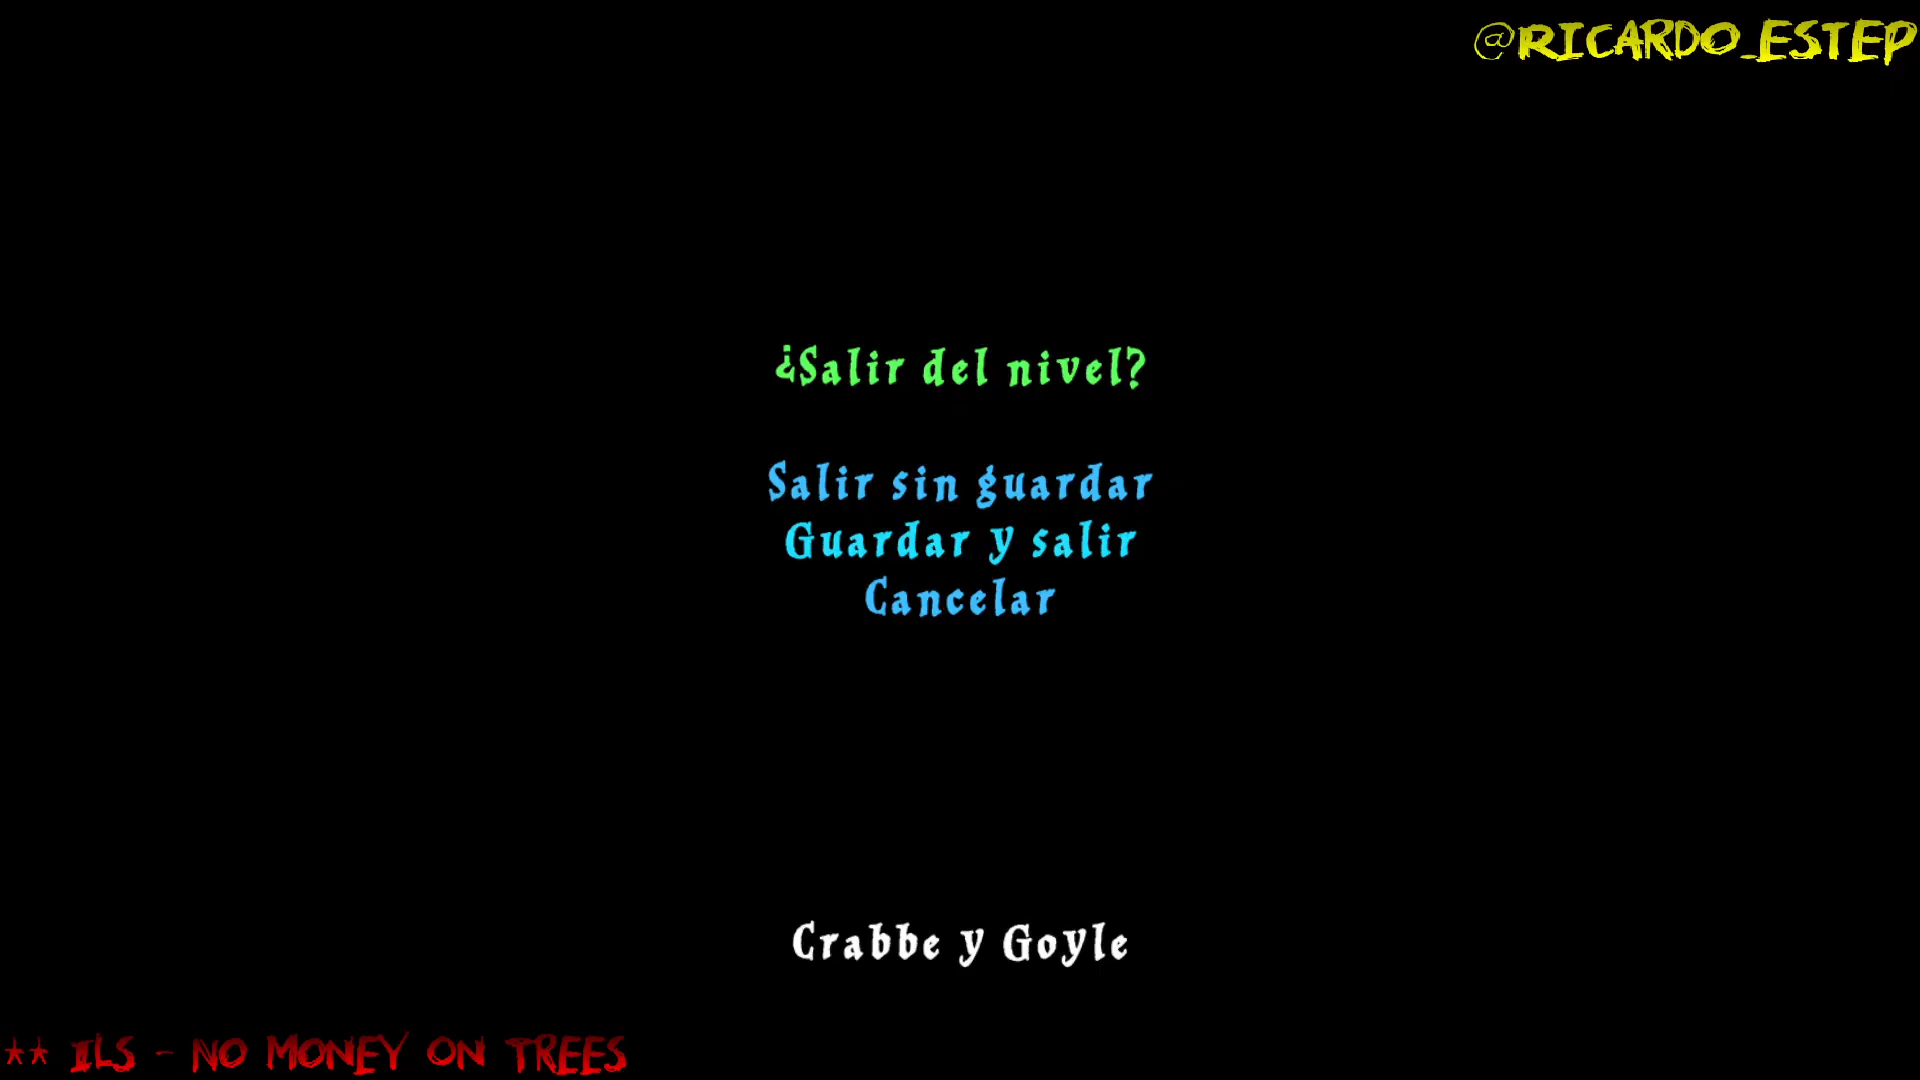 @RICARDO_ESTEP
¿Salir del nivel?
Salir sin guardar
Guardar y salir
Cancelar
Crabbe y Goyle
** ILS - NO MONEY ON TREES